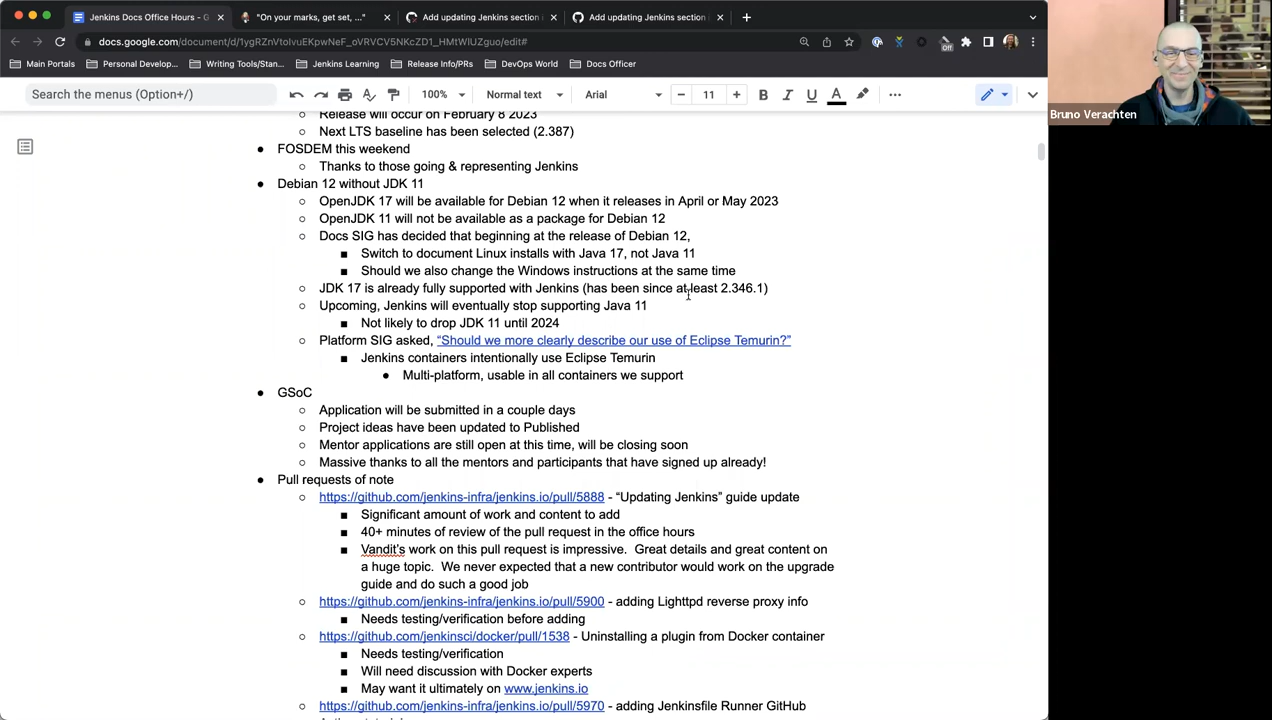 Jenkins Docs Office Hours - G
"On your marks, get set, ..."
Add updating Jenkins section
Add updating Jenkins section
docs.google.com/document/d/1ygRZnVtoIvuEKpwNeF_oVRVCV5NKcZD1_HMtWlUZguo/edit#
Off
Main Portals
Personal Develop...
Writing Tools/Stan...
Jenkins Learning
Release Info/PRs
DevOps World
Docs Officer
Search the menus (Option+/)
100%
Normal text
Arial
11
B I U A
Bruno Verachten
Release will occur on February 8 2023
Next LTS baseline has been selected (2.387)
FOSDEM this weekend
Thanks to those going & representing Jenkins
Debian 12 without JDK 11
OpenJDK 17 will be available for Debian 12 when it releases in April or May 2023
OpenJDK 11 will not be available as a package for Debian 12
Docs SIG has decided that beginning at the release of Debian 12,
Switch to document Linux installs with Java 17, not Java 11
Should we also change the Windows instructions at the same time
JDK 17 is already fully supported with Jenkins (has been since at least 2.346.1)
Upcoming, Jenkins will eventually stop supporting Java 11
Not likely to drop JDK 11 until 2024
Platform SIG asked, “Should we more clearly describe our use of Eclipse Temurin?”
Jenkins containers intentionally use Eclipse Temurin
Multi-platform, usable in all containers we support
GSoC
Application will be submitted in a couple days
Project ideas have been updated to Published
Mentor applications are still open at this time, will be closing soon
Massive thanks to all the mentors and participants that have signed up already!
Pull requests of note
https://github.com/jenkins-infra/jenkins.io/pull/5888 - “Updating Jenkins” guide update
Significant amount of work and content to add
40+ minutes of review of the pull request in the office hours
Vandit’s work on this pull request is impressive. Great details and great content on
a huge topic. We never expected that a new contributor would work on the upgrade
guide and do such a good job
https://github.com/jenkins-infra/jenkins.io/pull/5900 - adding Lighttpd reverse proxy info
Needs testing/verification before adding
https://github.com/jenkinsci/docker/pull/1538 - Uninstalling a plugin from Docker container
Needs testing/verification
Will need discussion with Docker experts
May want it ultimately on www.jenkins.io
https://github.com/jenkins-infra/jenkins.io/pull/5970 - adding Jenkinsfile Runner GitHub